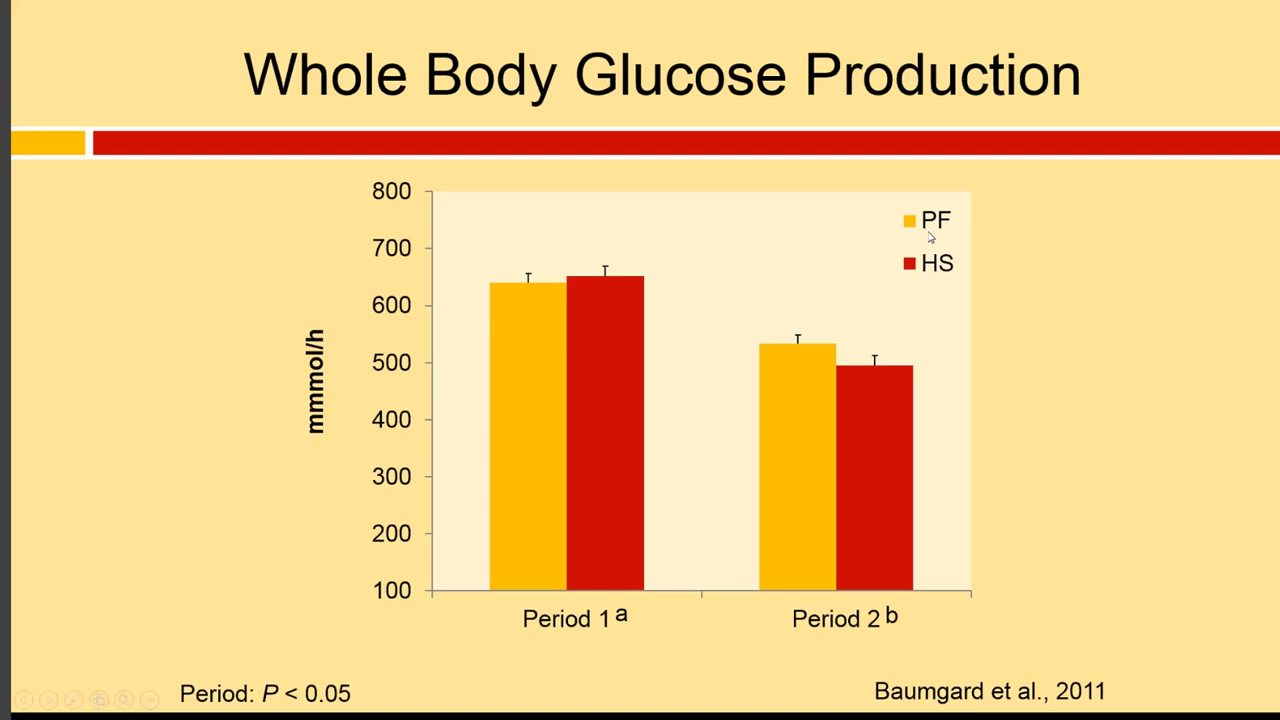 Whole Body Glucose Production
800
700
600
500
400
300
200
100
mmmol/h
PF
HS
Period 1 a
Period 2 b
Period: P < 0.05
Baumgard et al., 2011